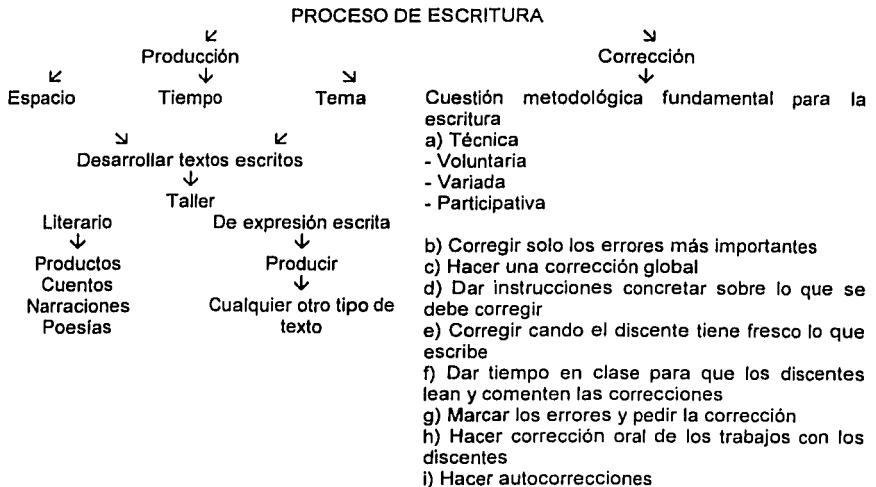 PROCESO DE ESCRITURA
Producción
Espacio Tiempo Tema
Desarrollar textos escritos
Taller
Literario De expresión escrita
Productos Producir
Cuentos
Narraciones Cualquier otro tipo de
Poesías texto
Corrección
Cuestión metodológica fundamental para la
escritura
a) Técnica
- Voluntaria
- Variada
- Participativa
b) Corregir solo los errores más importantes
c) Hacer una corrección global
d) Dar instrucciones concretar sobre lo que se
debe corregir
e) Corregir cando el discente tiene fresco lo que
escribe
f) Dar tiempo en clase para que los discentes
lean y comenten las correcciones
g) Marcar los errores y pedir la corrección
h) Hacer corrección oral de los trabajos con los
discentes
i) Hacer autocorrecciones